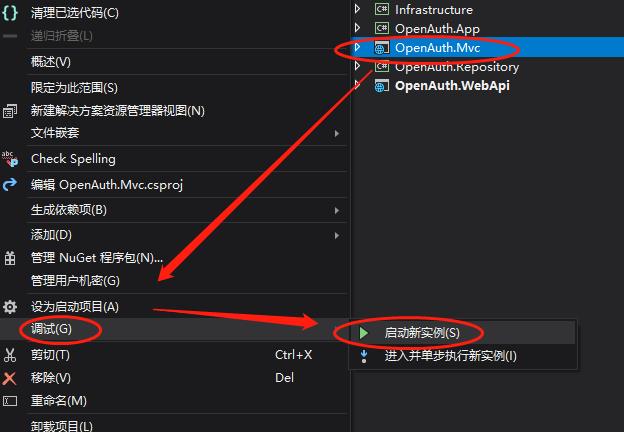 清理已选代码(C)
递归折叠(L)
概述(V)
限定为此范围(S)
新建解决方案资源管理器视图(N)
文件嵌套
Check Spelling
编辑 OpenAuth.Mvc.csproj
生成依赖项(B)
添加(D)
管理 NuGet 程序包(N)...
管理用户机密(G)
设为启动项目(A)
调试(G)
剪切(T) Ctrl+X
移除(V) Del
重命名(M)
卸载项目(L)
Infrastructure
OpenAuth.App
OpenAuth.Mvc
OpenAuth.Repository
OpenAuth.WebApi
启动新实例(S)
进入并单步执行新实例(I)